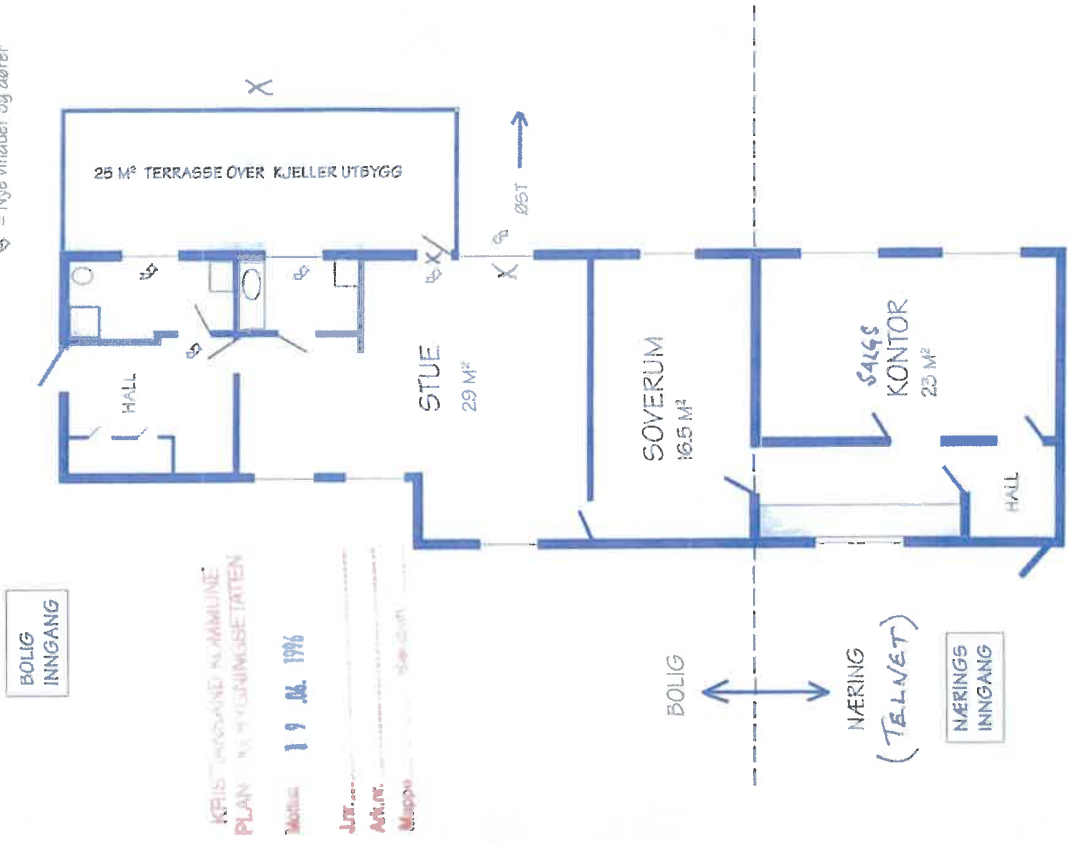 = Nye vinduer og dører
X
25 M² TERRASSE OVER KJELLER UTBYGG
ØST
X
X
HALL
STUE
29 M²
SOVERUM
16.5 M²
SALGS
KONTOR
23 M²
HALL
BOLIG
INNGANG
KRISTIANSAND KOMMUNE
PLAN- BYGNINGSETATEN
Mottatt 19 .06. 1996
J.nr.
Ark.nr.
Mappe
BOLIG
NÆRING
(TELNET)
NÆRINGS
INNGANG